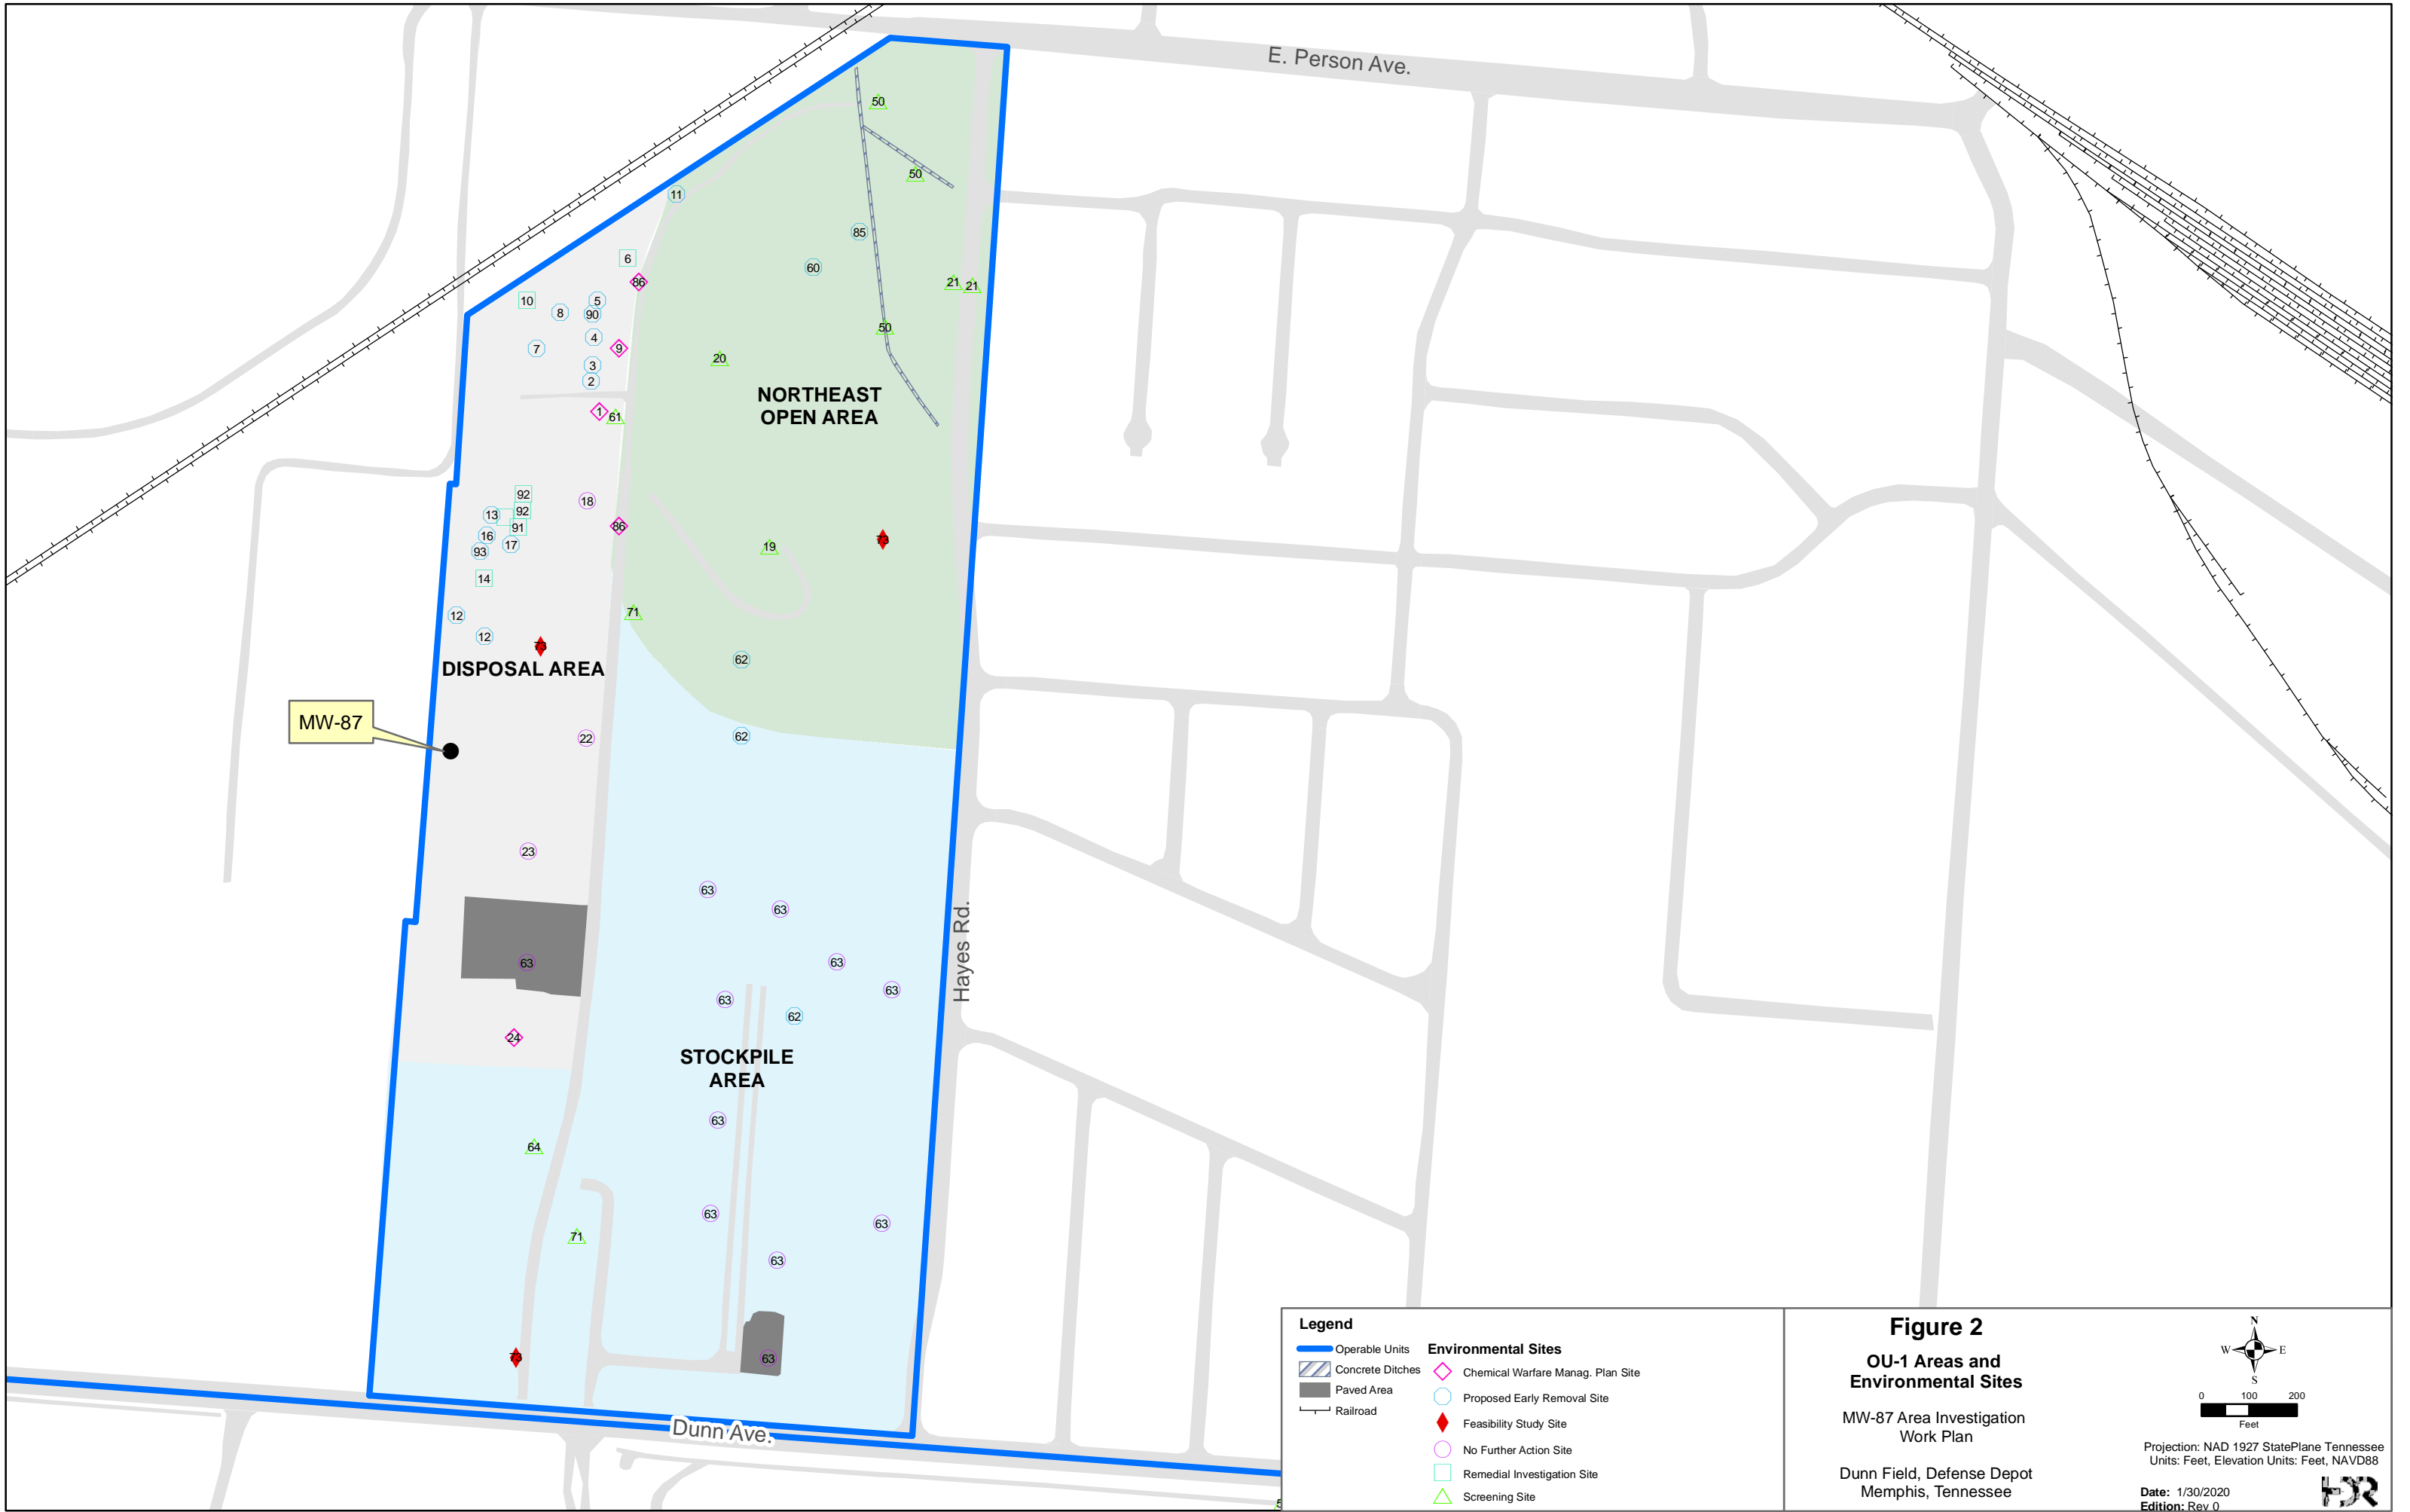 E. Person Ave.
50
50
11
85
60
6
86
21
21
10
5
8
90
50
4
7
9
20
3
2
NORTHEAST
OPEN AREA
1
61
92
18
13
92
91
86
16
17
73
93
19
14
12
71
12
73
62
DISPOSAL AREA
MW-87
22
62
23
63
63
Hayes Rd.
63
63
63
63
62
24
STOCKPILE
AREA
63
64
63
63
71
63
73
63
Dunn Ave.
Legend
Operable Units
Concrete Ditches
Paved Area
Railroad
Environmental Sites
Chemical Warfare Manag. Plan Site
Proposed Early Removal Site
Feasibility Study Site
No Further Action Site
Remedial Investigation Site
Screening Site
Figure 2
OU-1 Areas and
Environmental Sites
MW-87 Area Investigation
Work Plan
Dunn Field, Defense Depot
Memphis, Tennessee
N
W E
S
0 100 200
Feet
Projection: NAD 1927 StatePlane Tennessee
Units: Feet, Elevation Units: Feet, NAVD88
Date: 1/30/2020
Edition: Rev 0
HDR